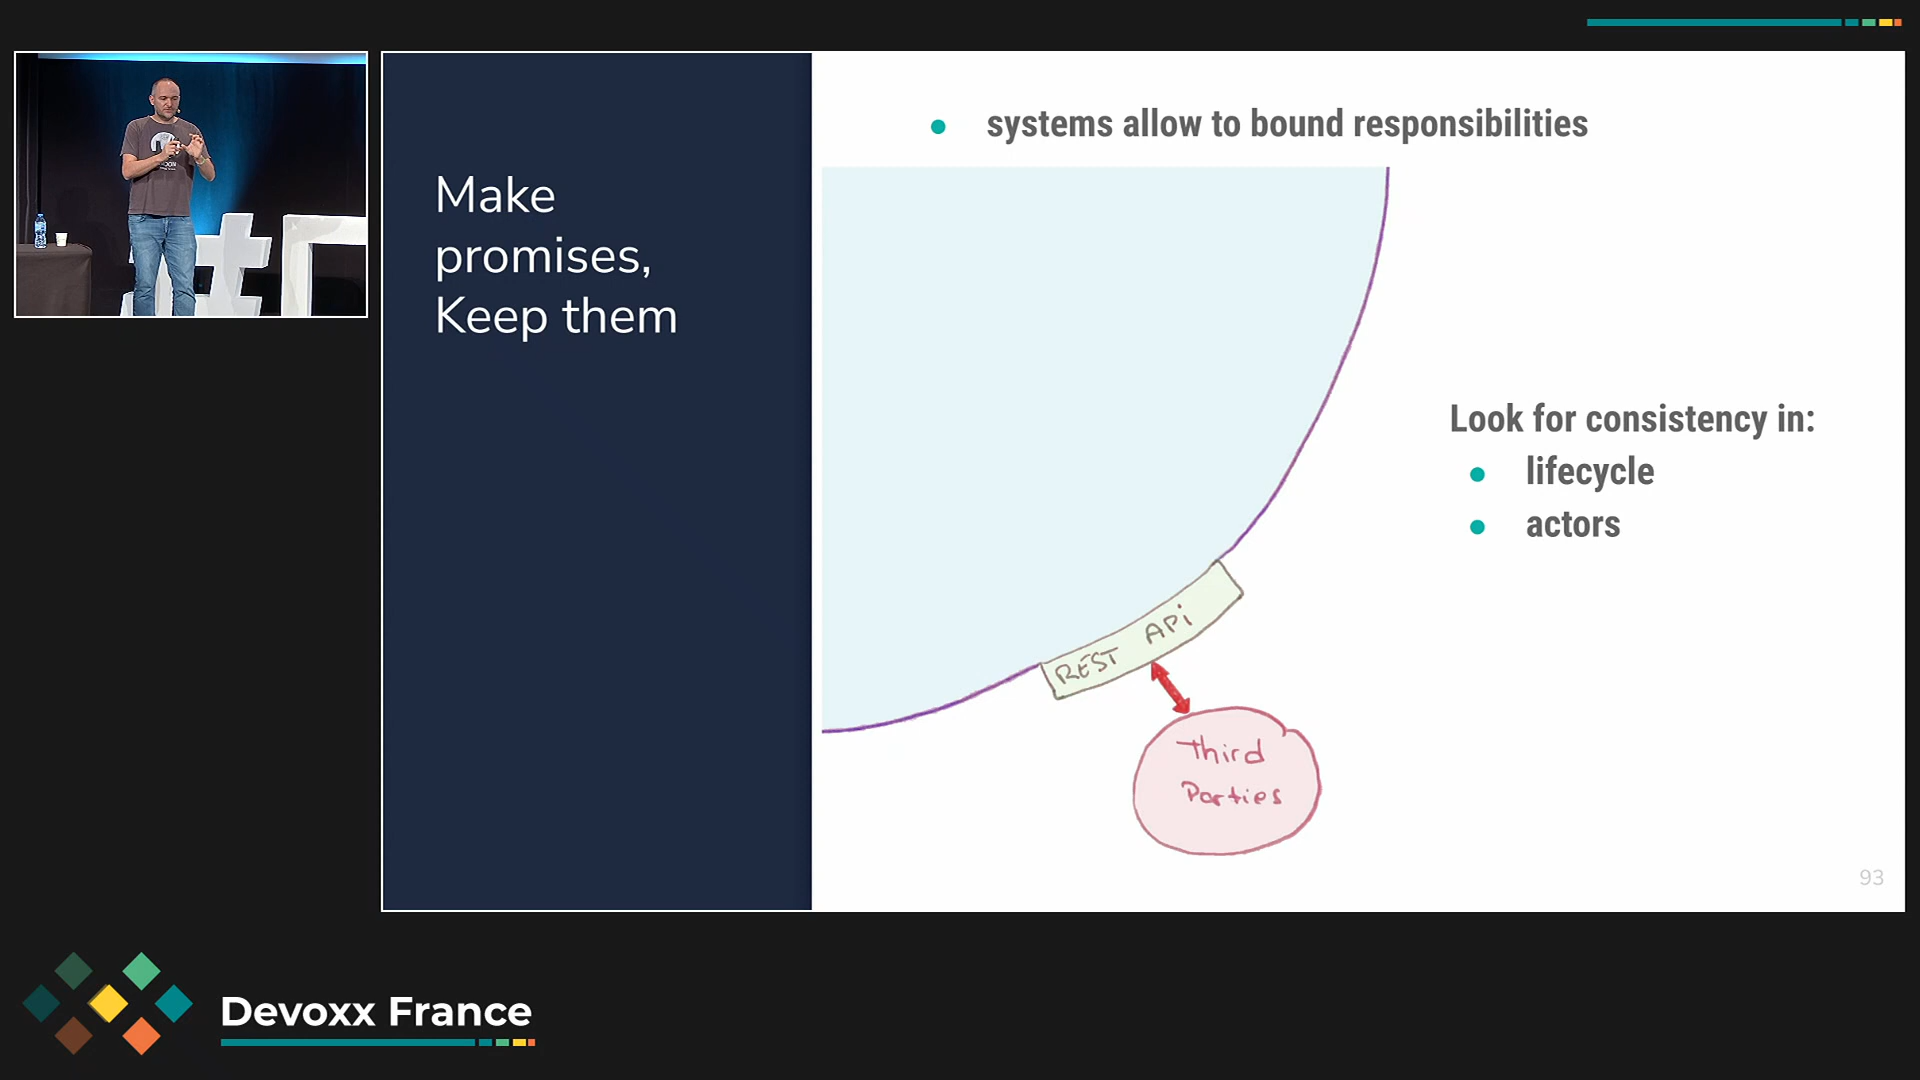 systems allow to bound responsibilities
Make
promises,
Keep them
Look for consistency in:
lifecycle
actors
REST API
Third
Parties
93
Devoxx France